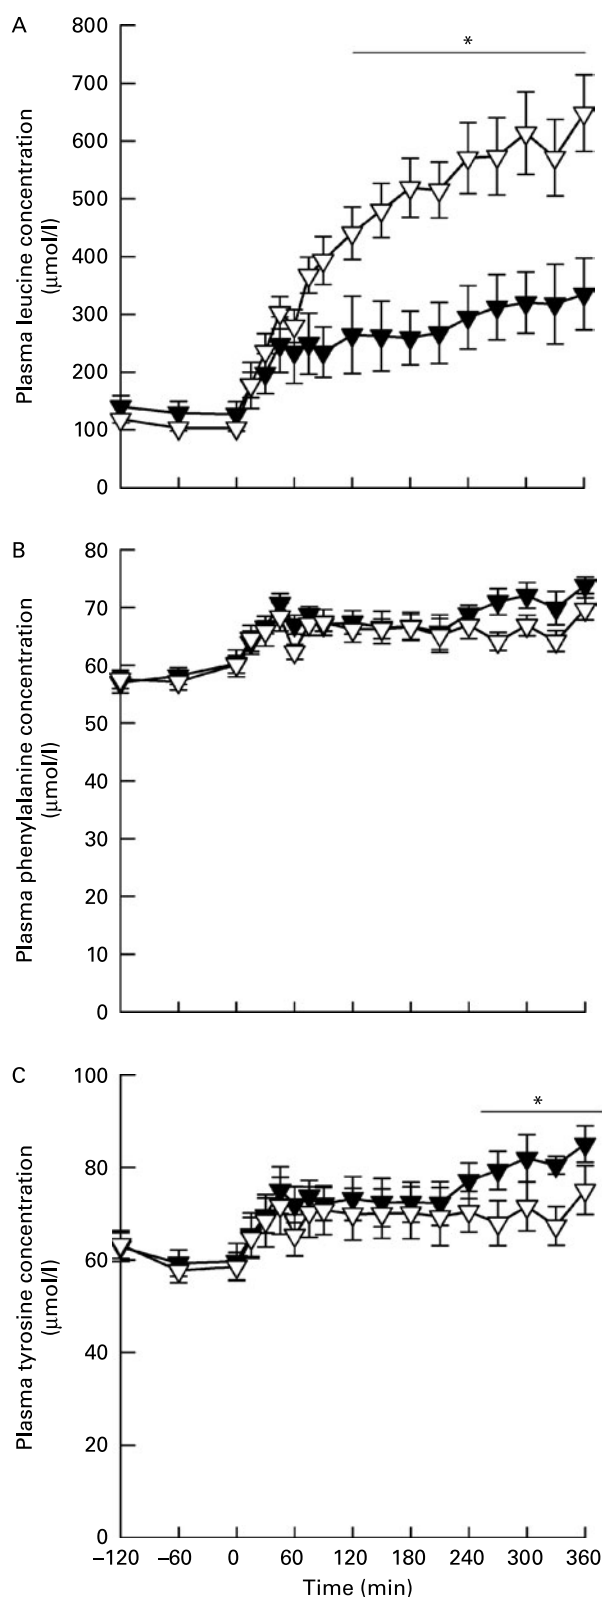 A
800
700
600
500
400
300
200
100
0
*
Plasma leucine concentration
(μmol/l)
B
80
70
60
50
40
30
20
10
0
Plasma phenylalanine concentration
(μmol/l)
C
100
80
60
40
20
0
*
Plasma tyrosine concentration
(μmol/l)
–120 –60 0 60 120 180 240 300 360
Time (min)